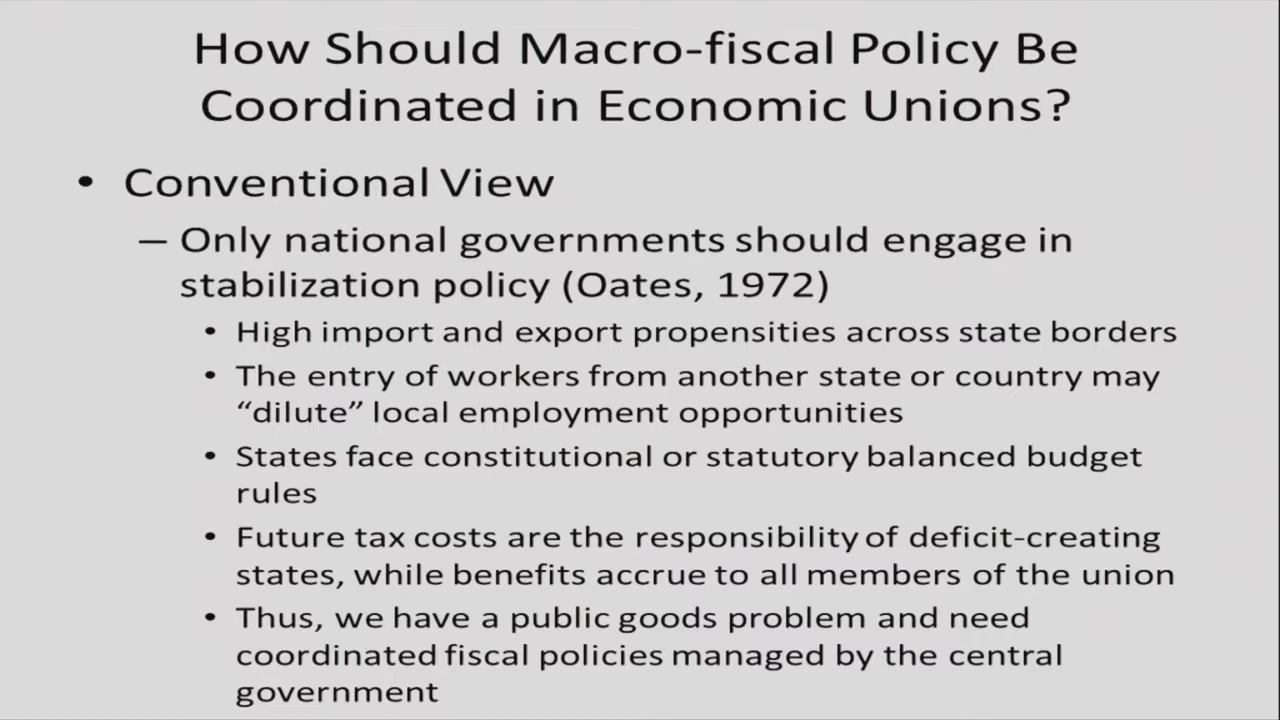 How Should Macro-fiscal Policy Be
Coordinated in Economic Unions?
• Conventional View
– Only national governments should engage in
stabilization policy (Oates, 1972)
• High import and export propensities across state borders
• The entry of workers from another state or country may
“dilute” local employment opportunities
• States face constitutional or statutory balanced budget
rules
• Future tax costs are the responsibility of deficit-creating
states, while benefits accrue to all members of the union
• Thus, we have a public goods problem and need
coordinated fiscal policies managed by the central
government